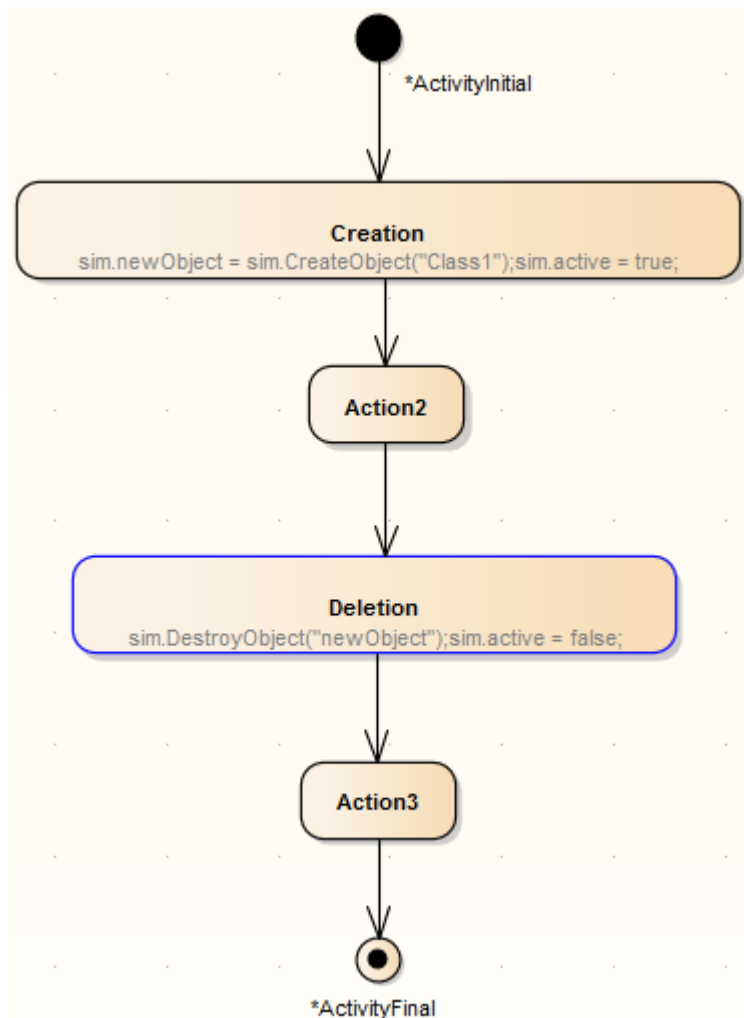 *ActivityInitial
Creation
sim.newObject = sim.CreateObject("Class1");sim.active = true;
Action2
Deletion
sim.DestroyObject("newObject");sim.active = false;
Action3
*ActivityFinal